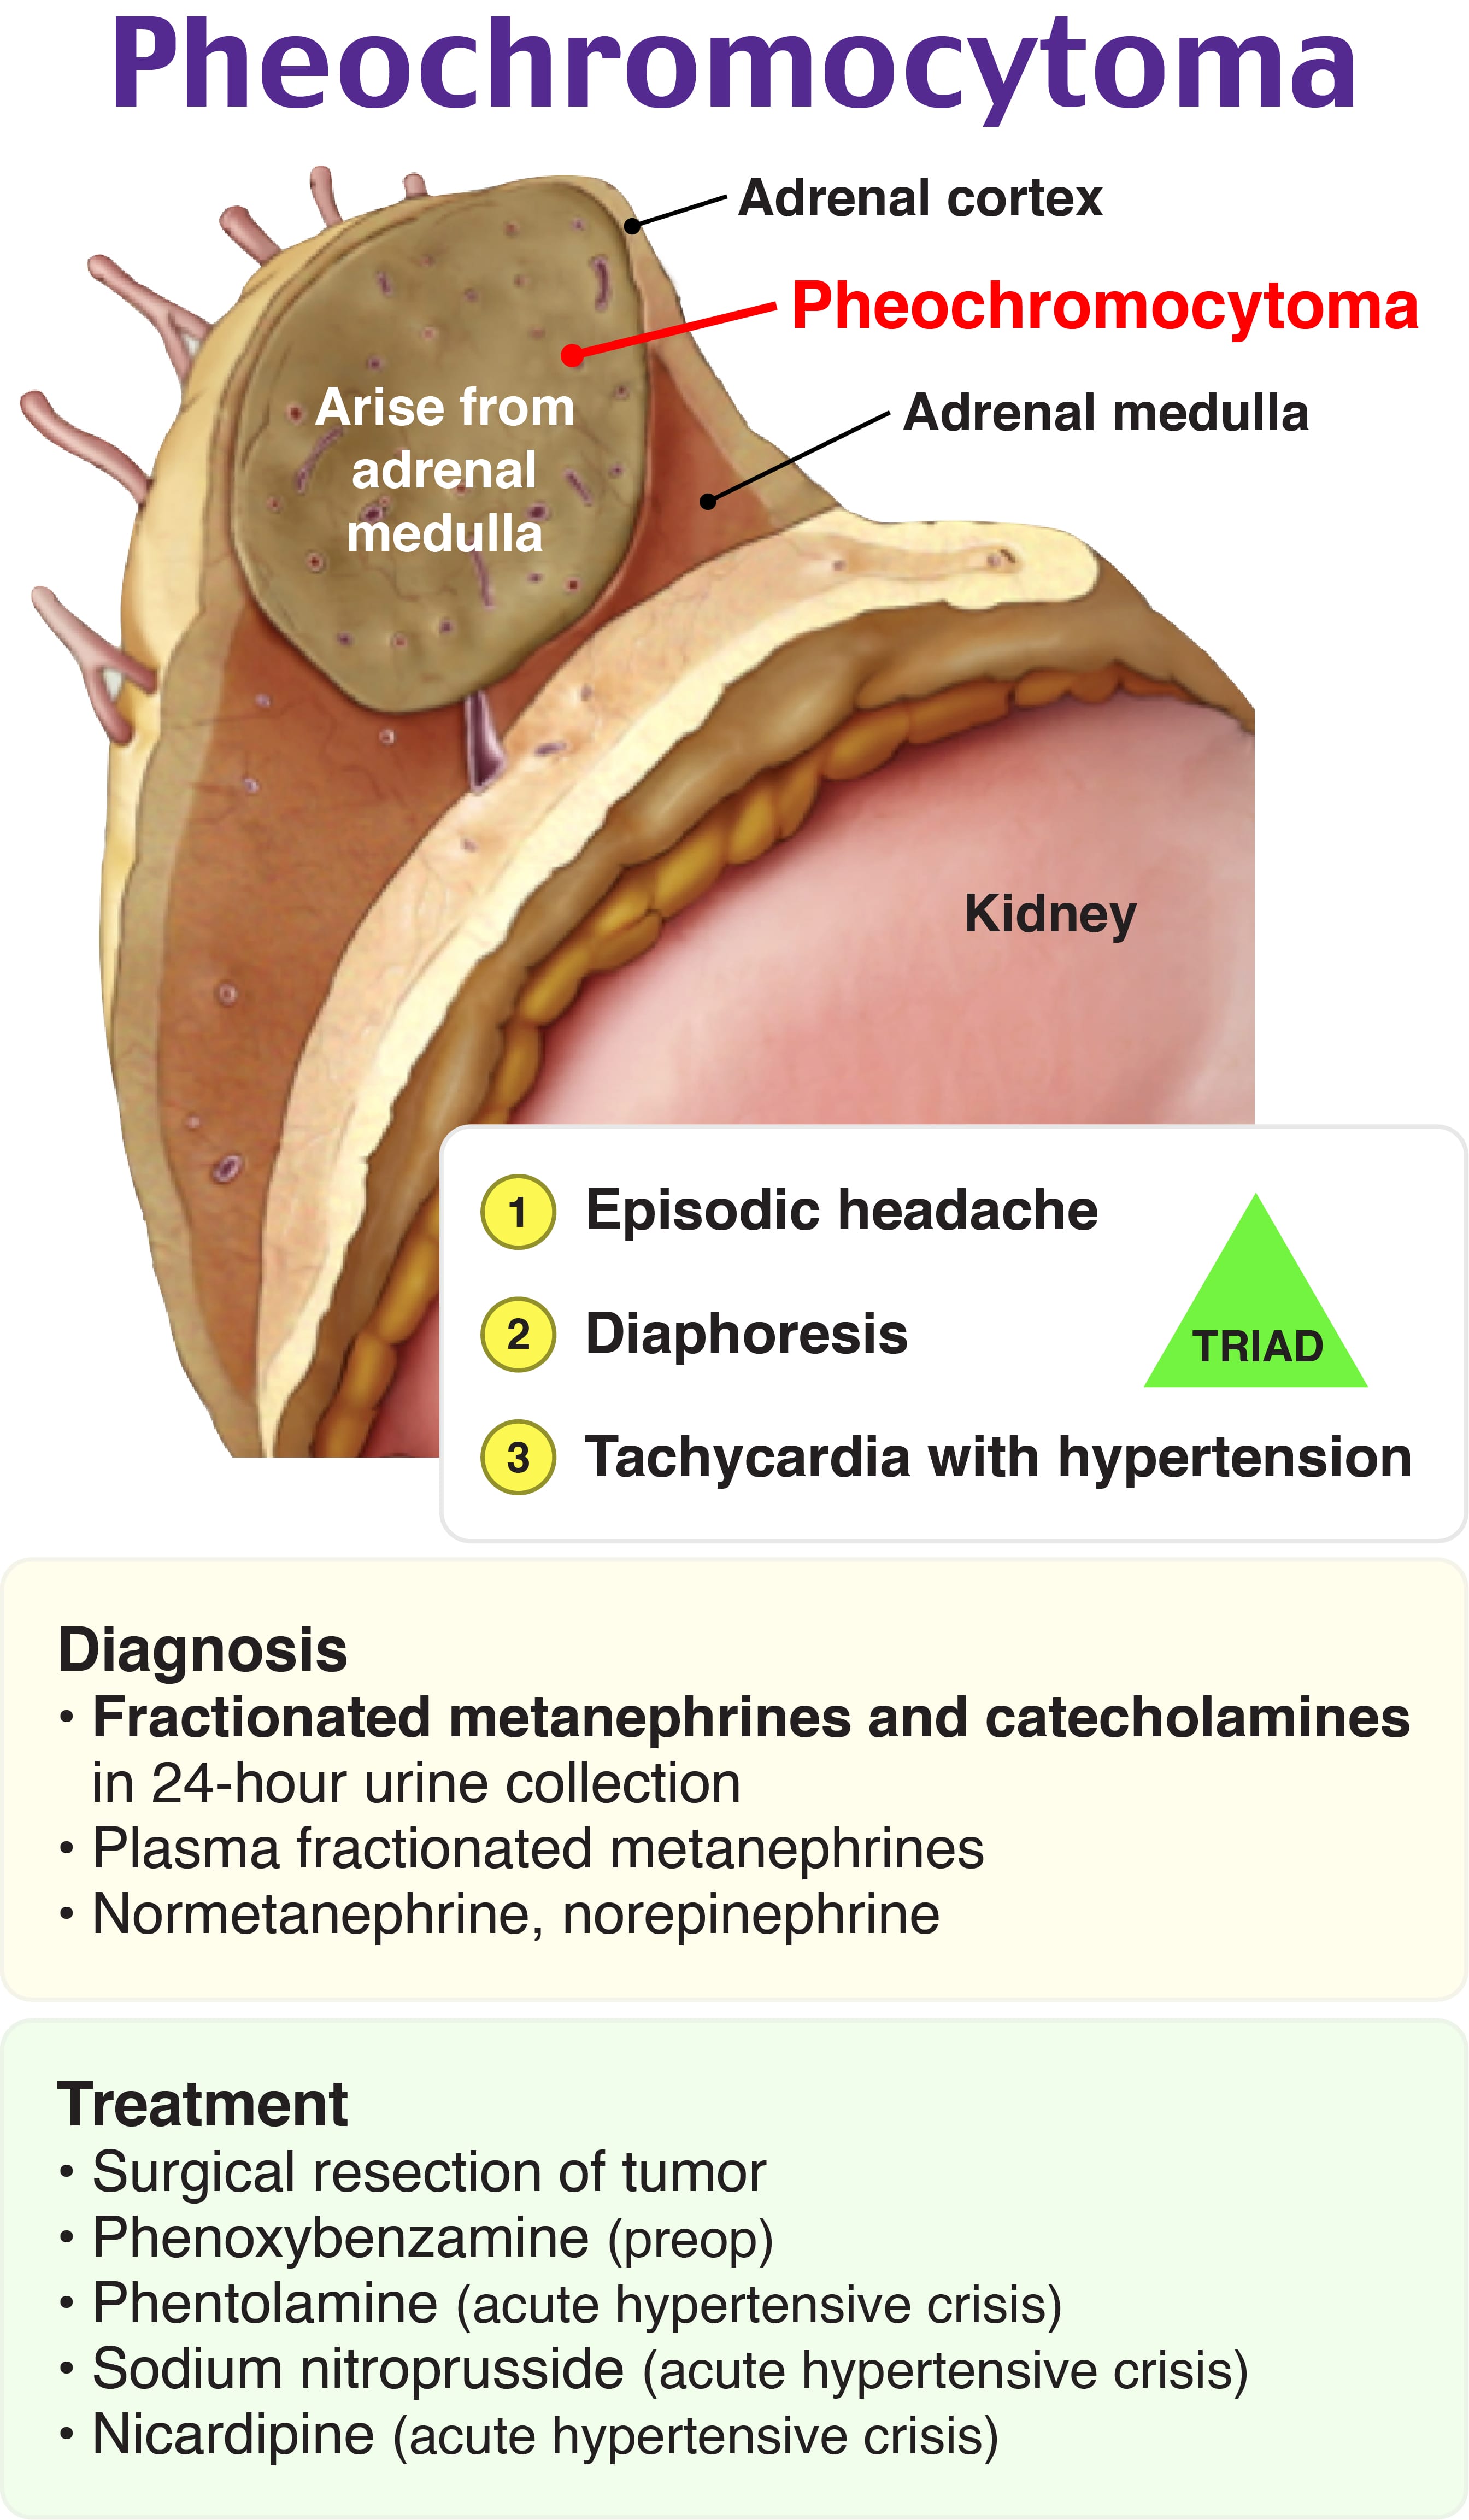 Pheochromocytoma
Adrenal cortex
Pheochromocytoma
Adrenal medulla
Arise from
adrenal
medulla
Kidney
1 Episodic headache
2 Diaphoresis
3 Tachycardia with hypertension
TRIAD
Diagnosis
• Fractionated metanephrines and catecholamines
in 24-hour urine collection
• Plasma fractionated metanephrines
• Normetanephrine, norepinephrine
Treatment
• Surgical resection of tumor
• Phenoxybenzamine (preop)
• Phentolamine (acute hypertensive crisis)
• Sodium nitroprusside (acute hypertensive crisis)
• Nicardipine (acute hypertensive crisis)